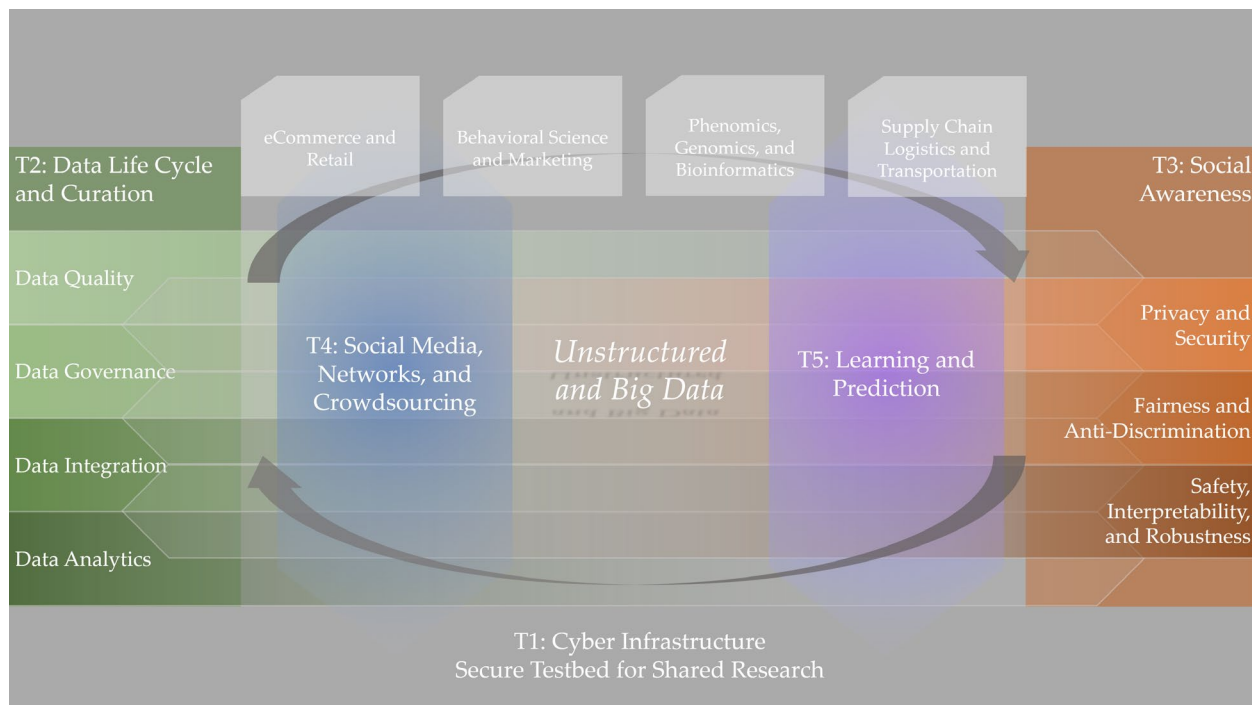 eCommerce and
Retail
Behavioral Science
and Marketing
Phenomics,
Genomics, and
Bioinformatics
Supply Chain
Logistics and
Transportation
T2: Data Life Cycle
and Curation
Data Quality
Data Governance
Data Integration
Data Analytics
T4: Social Media,
Networks, and
Crowdsourcing
Unstructured
and Big Data
T5: Learning and
Prediction
T3: Social
Awareness
Privacy and
Security
Fairness and
Anti-Discrimination
Safety,
Interpretability,
and Robustness
T1: Cyber Infrastructure
Secure Testbed for Shared Research